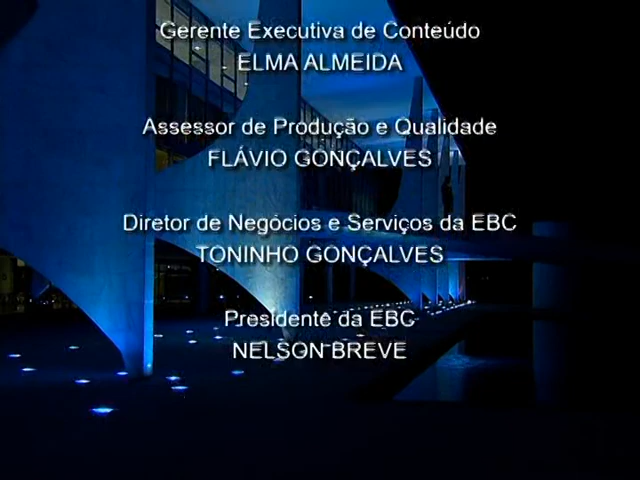 Gerente Executiva de Conteúdo
ELMA ALMEIDA
Assessor de Produção e Qualidade
FLÁVIO GONÇALVES
Diretor de Negócios e Serviços da EBC
TONINHO GONÇALVES
Presidente da EBC
NELSON BREVE